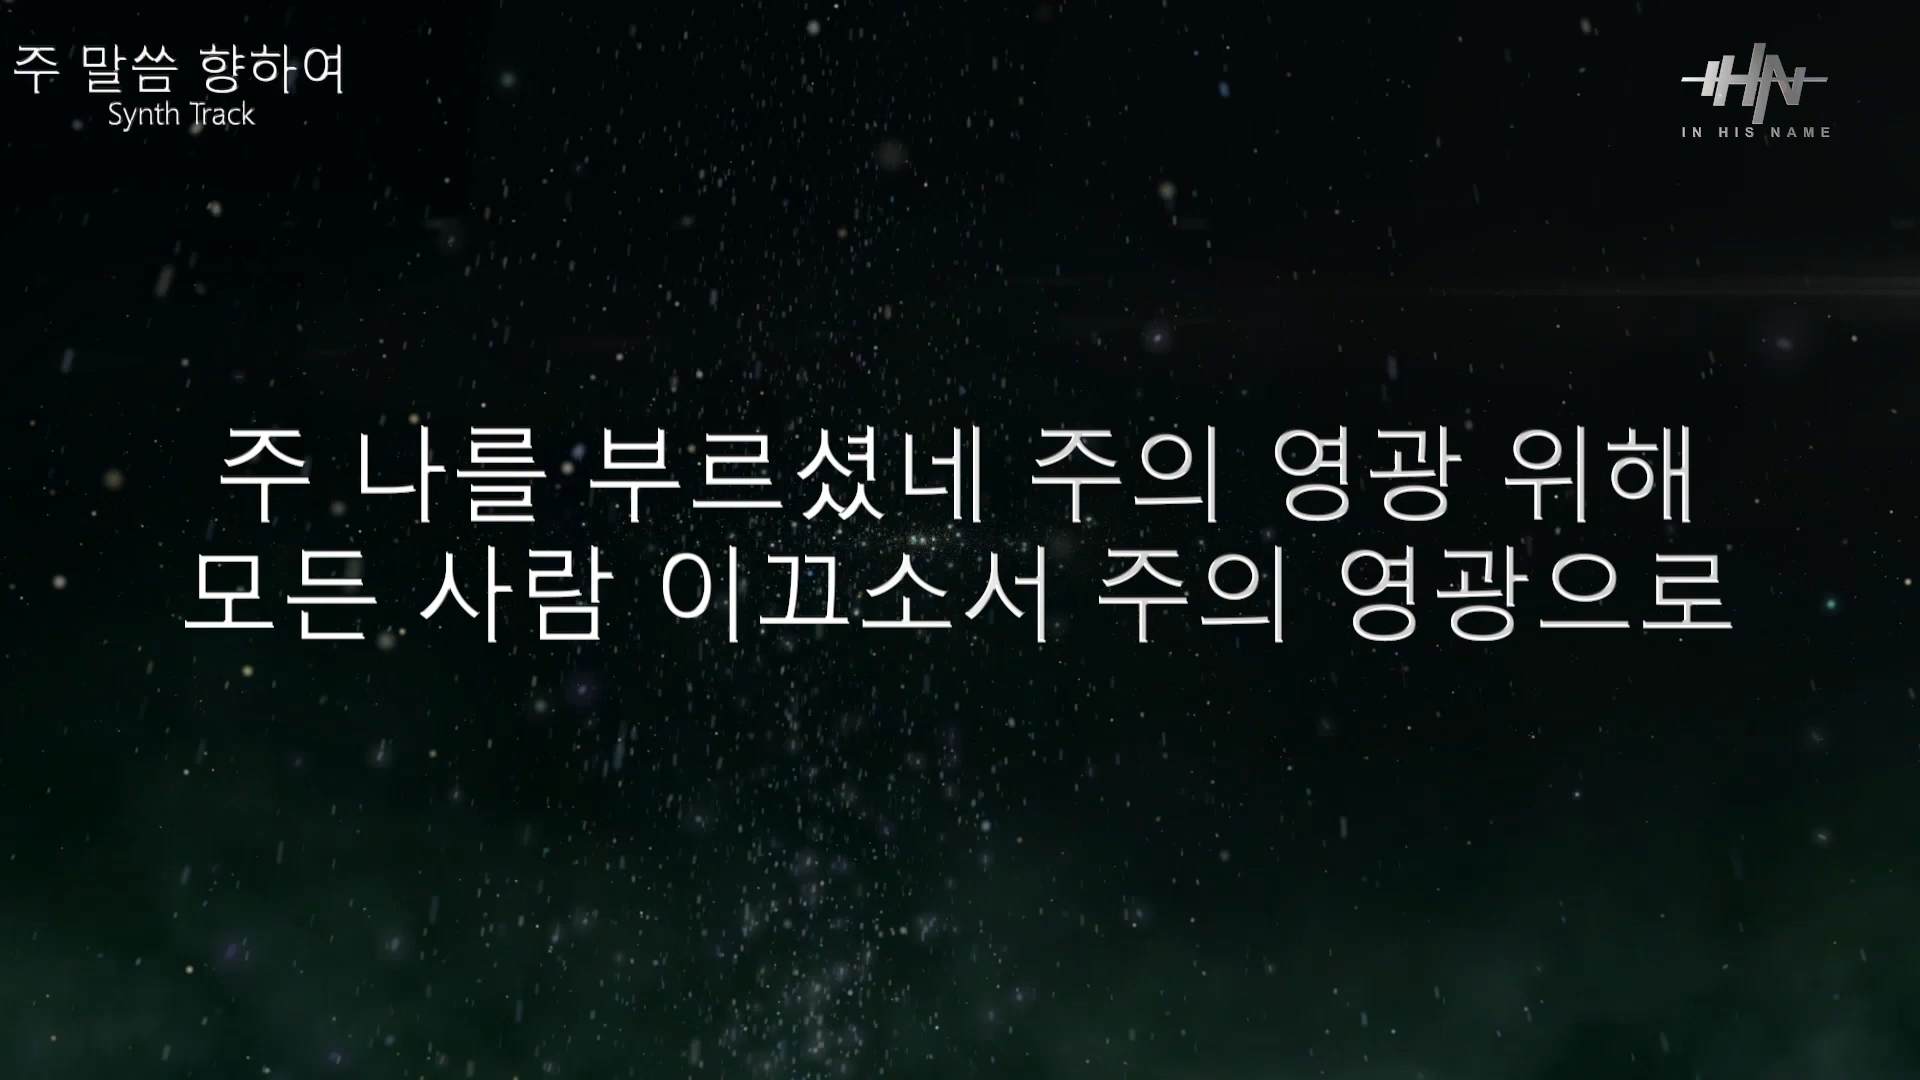 주 말씀 향하여
Synth Track
IHN
IN HIS NAME
주 나를 부르셨네 주의 영광 위해
모든 사람 이끄소서 주의 영광으로